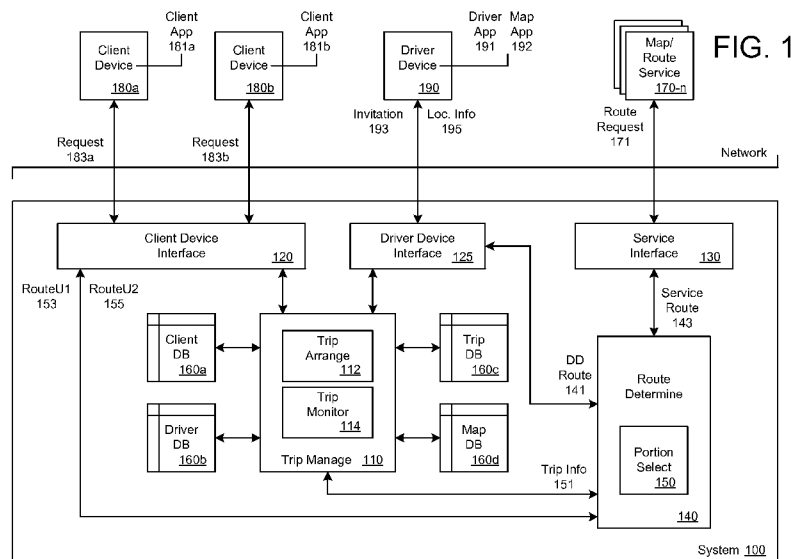 Client
App
181a
Client
Device
180a
Client
App
181b
Client
Device
180b
Driver
App
191
Map
App
192
Driver
Device
190
Map/
Route
Service
170-n
FIG. 1
Request
183a
Request
183b
Invitation
193
Loc. Info
195
Route
Request
171
Network
Client Device
Interface
120
Driver Device
Interface
125
Service
Interface
130
RouteU1
153
RouteU2
155
Service
Route
143
Client
DB
160a
Trip
Arrange
112
Trip
DB
160c
DD
Route
141
Route
Determine
Driver
DB
160b
Trip
Monitor
114
Map
DB
160d
Portion
Select
150
Trip Manage 110
Trip Info
151
140
System 100